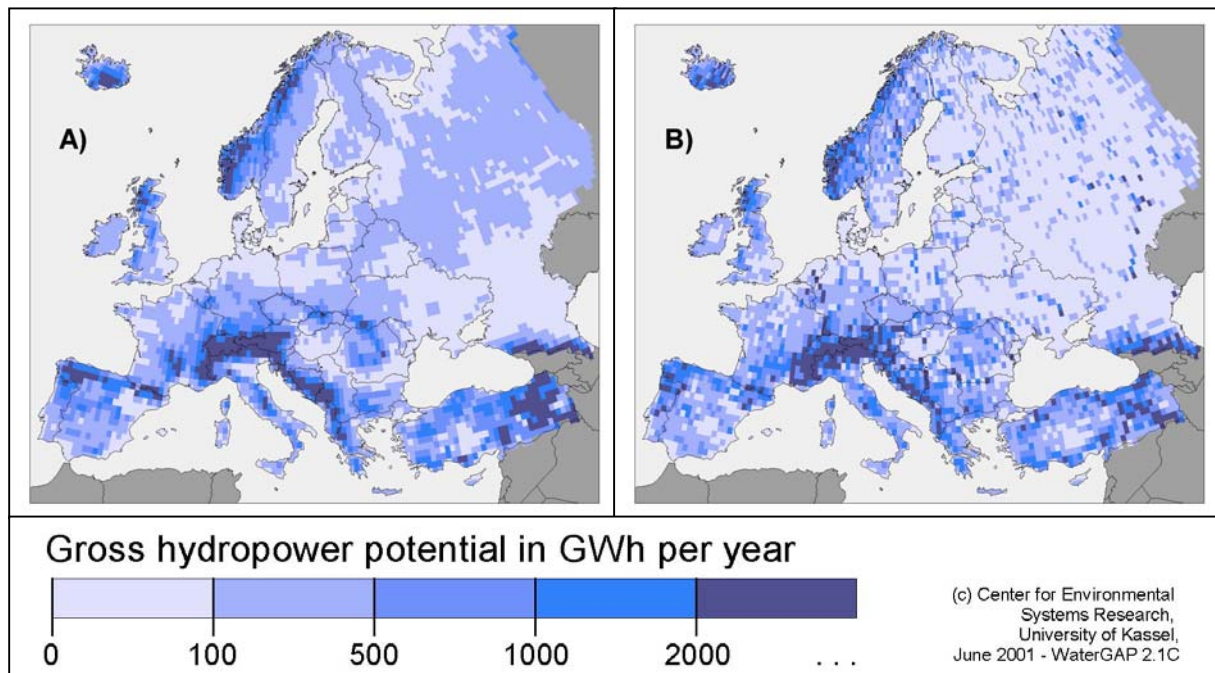 A)
B)
Gross hydropower potential in GWh per year
0 100 500 1000 2000 . . .
(c) Center for Environmental
Systems Research,
University of Kassel,
June 2001 - WaterGAP 2.1C